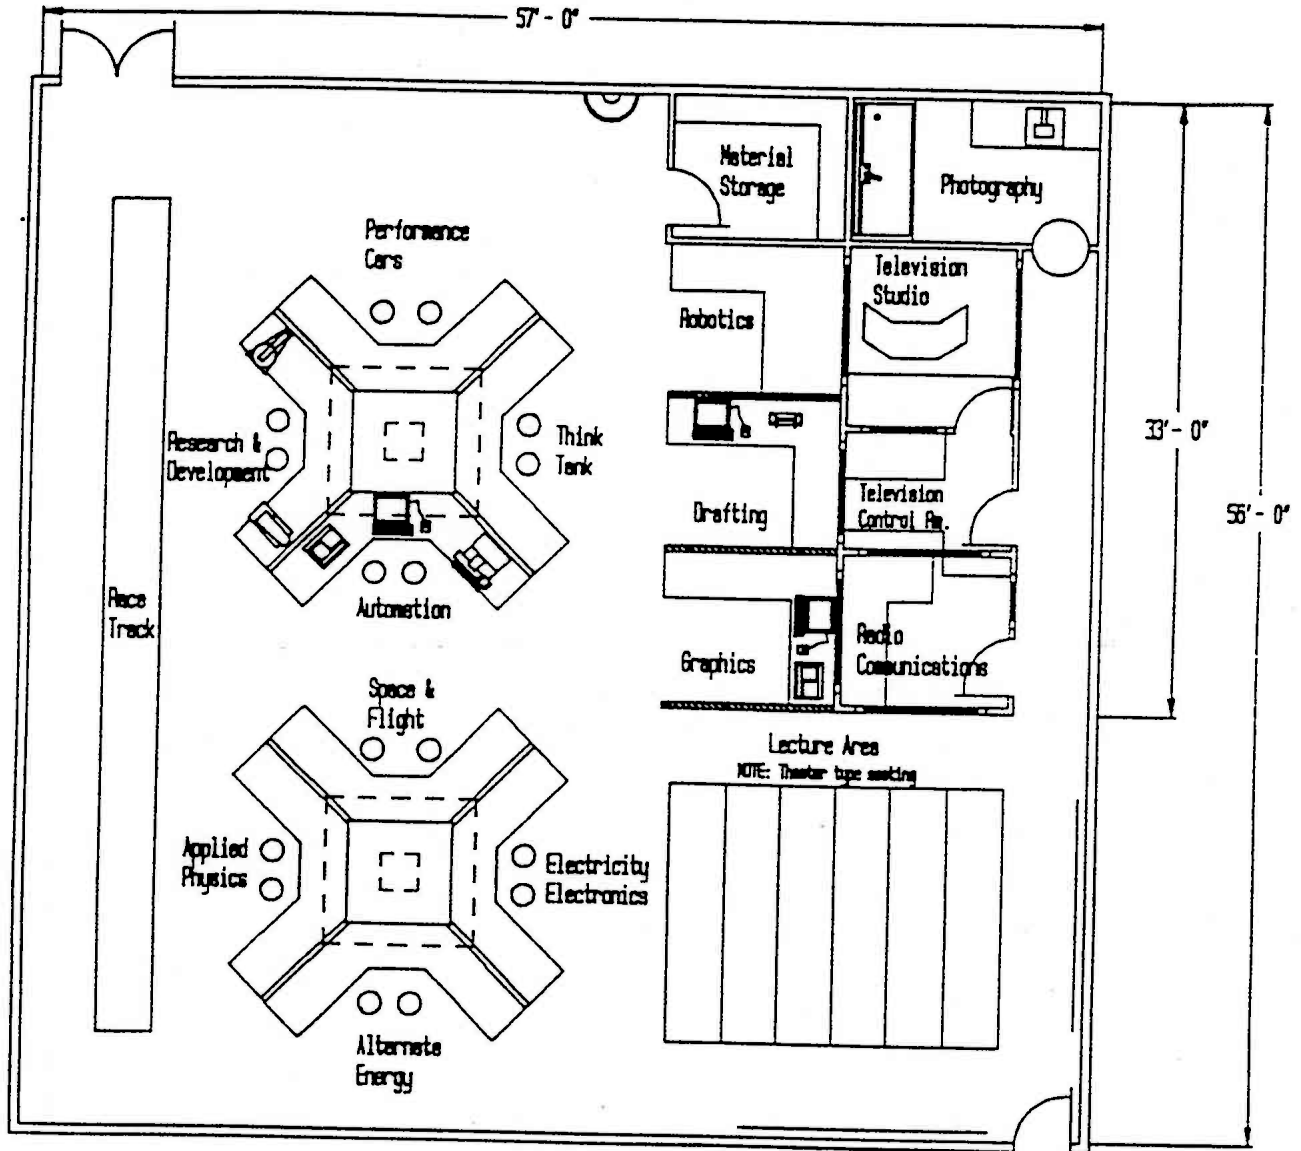 57'- 0"
Material
Storage
Photography
Performance
Cars
Television
Studio
Robotics
33'- 0"
Research &
Development
Think
Tank
Television
Control Rm.
Drafting
56'- 0"
Race
Track
Automation
Graphics
Radio
Communications
Space &
Flight
Lecture Area
NOTE: Theater type seating
Applied
Physics
Electricity
Electronics
Alternate
Energy